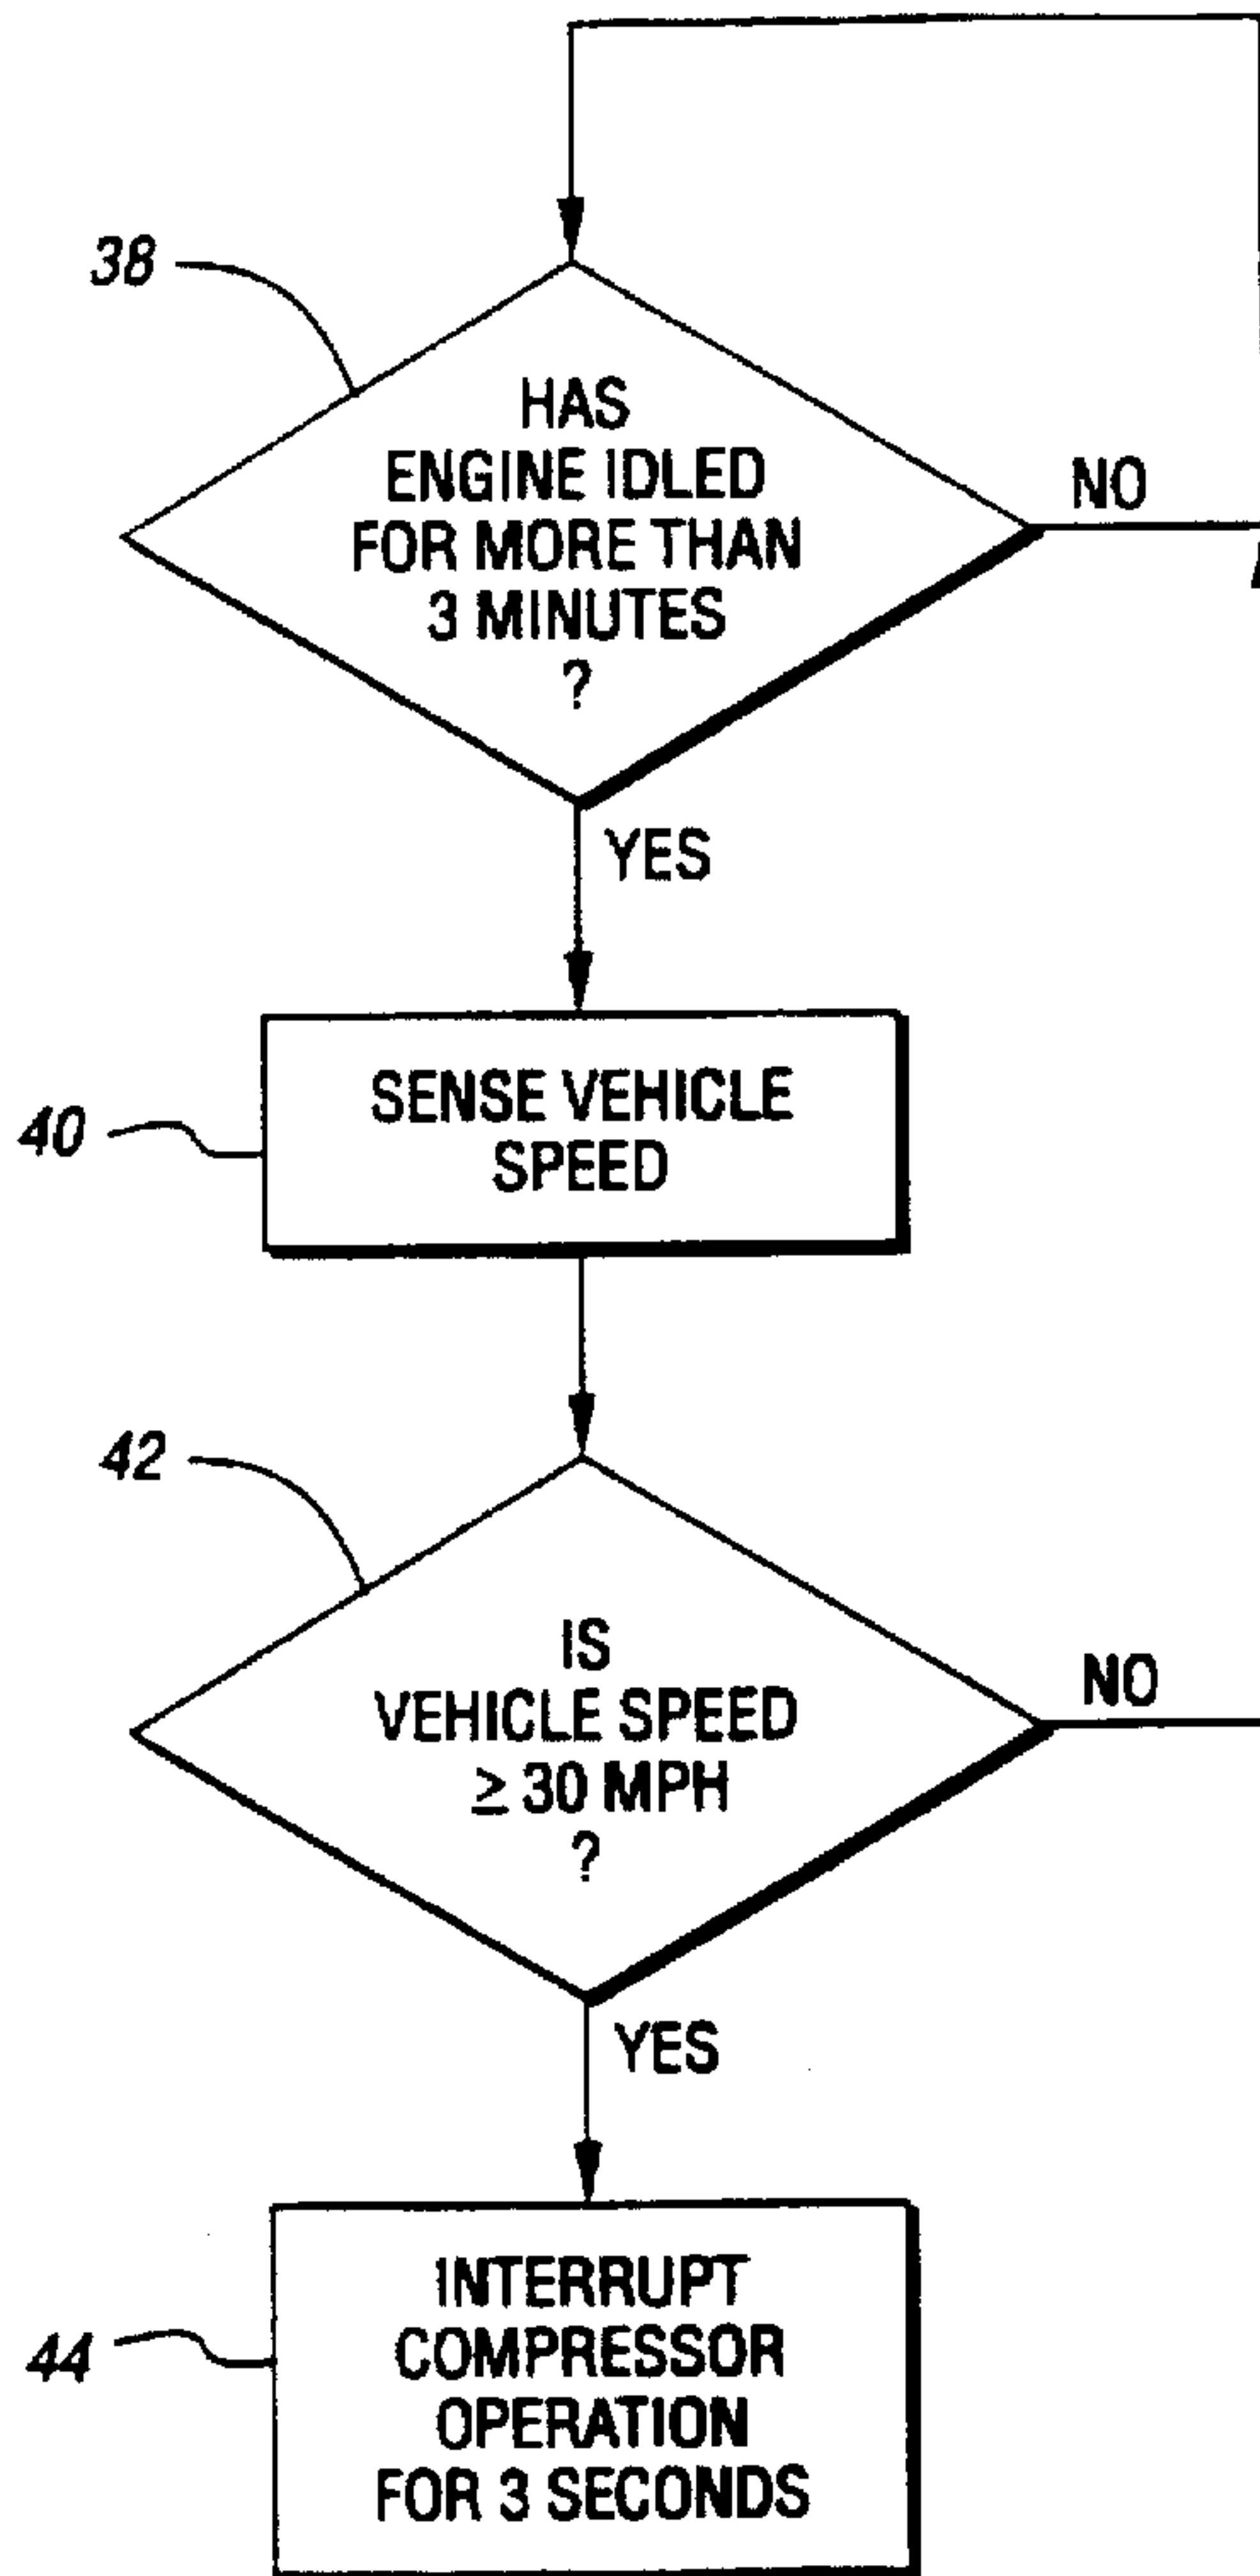 38
HAS
ENGINE IDLED
FOR MORE THAN
3 MINUTES
?
NO
YES
40
SENSE VEHICLE
SPEED
42
IS
VEHICLE SPEED
≥ 30 MPH
?
NO
YES
44
INTERRUPT
COMPRESSOR
OPERATION
FOR 3 SECONDS